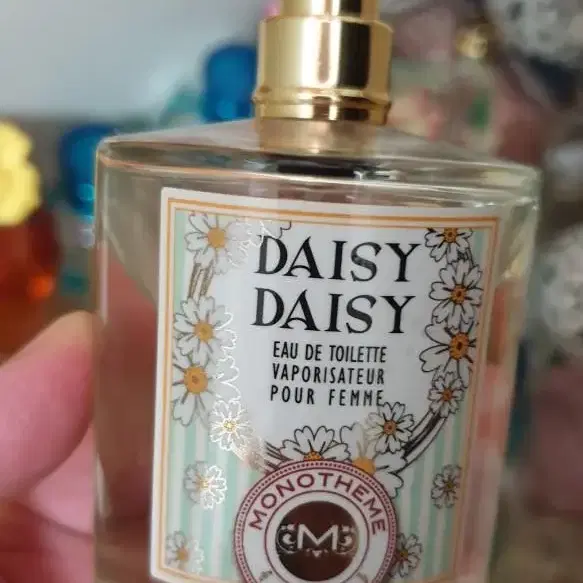 DAISY
DAISY
EAU DE TOILETTE
VAPORISATEUR
POUR FEMME
MONOTHEME
M